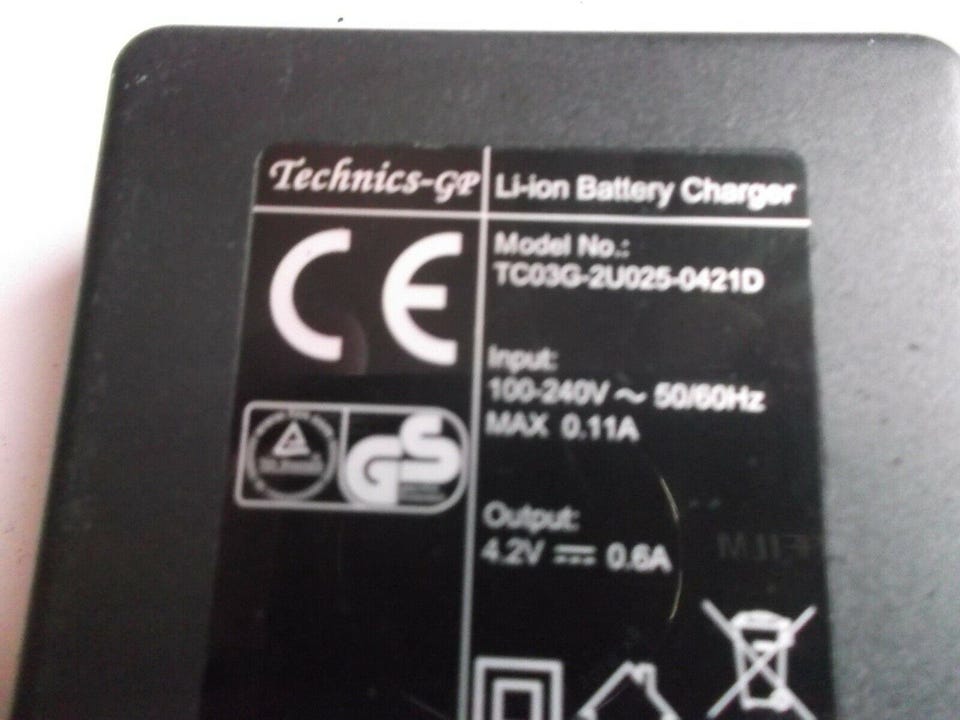 Technics-GP
Li-ion Battery Charger
CE
Model No.:
TC03G-2U025-0421D
Input:
100-240V ~ 50/60Hz
MAX 0.11A
GS
Output:
4.2V ⎓ 0.6A